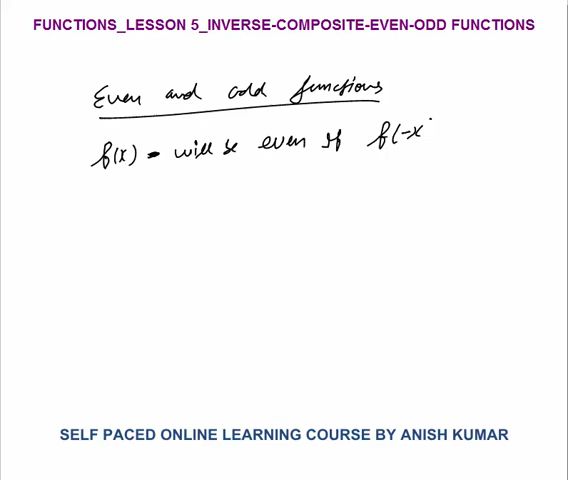 FUNCTIONS_LESSON 5_INVERSE-COMPOSITE-EVEN-ODD FUNCTIONS
Even and odd functions
f(x) - will be even if f(-x
SELF PACED ONLINE LEARNING COURSE BY ANISH KUMAR